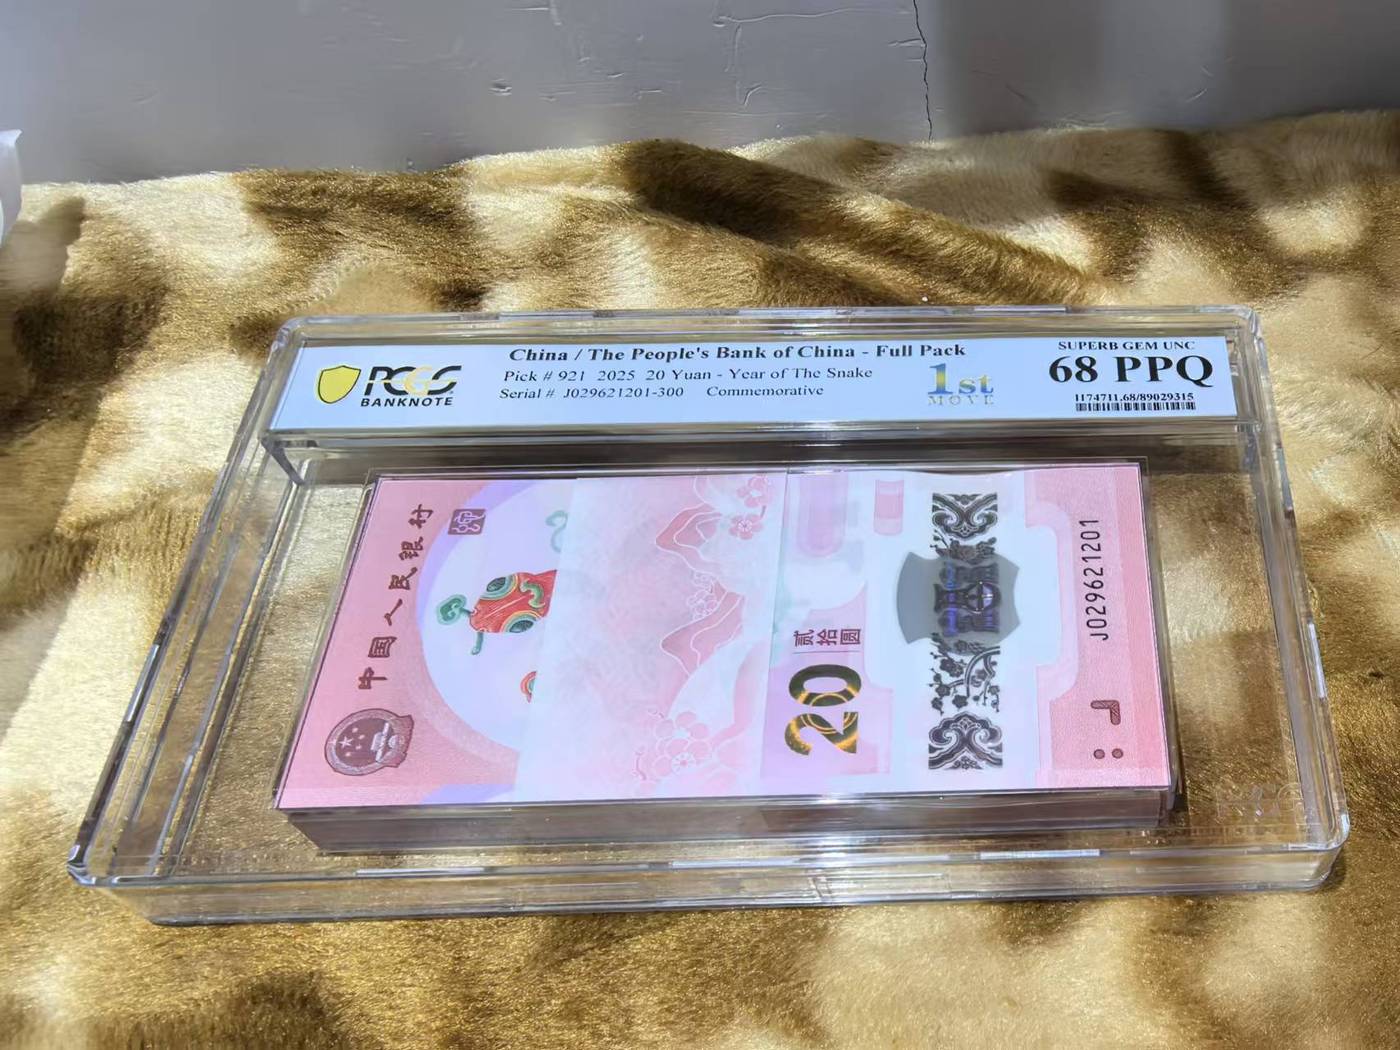 PCGS
BANKNOTE
China / The People's Bank of China - Full Pack
Pick # 921 2025 20 Yuan - Year of The Snake
Serial # J029621201-300 Commemorative
1st
MOVE
SUPERB GEM UNC
68 PPQ
1174711.68/89029315
中国人民银行
贰拾圆
20
J029621201